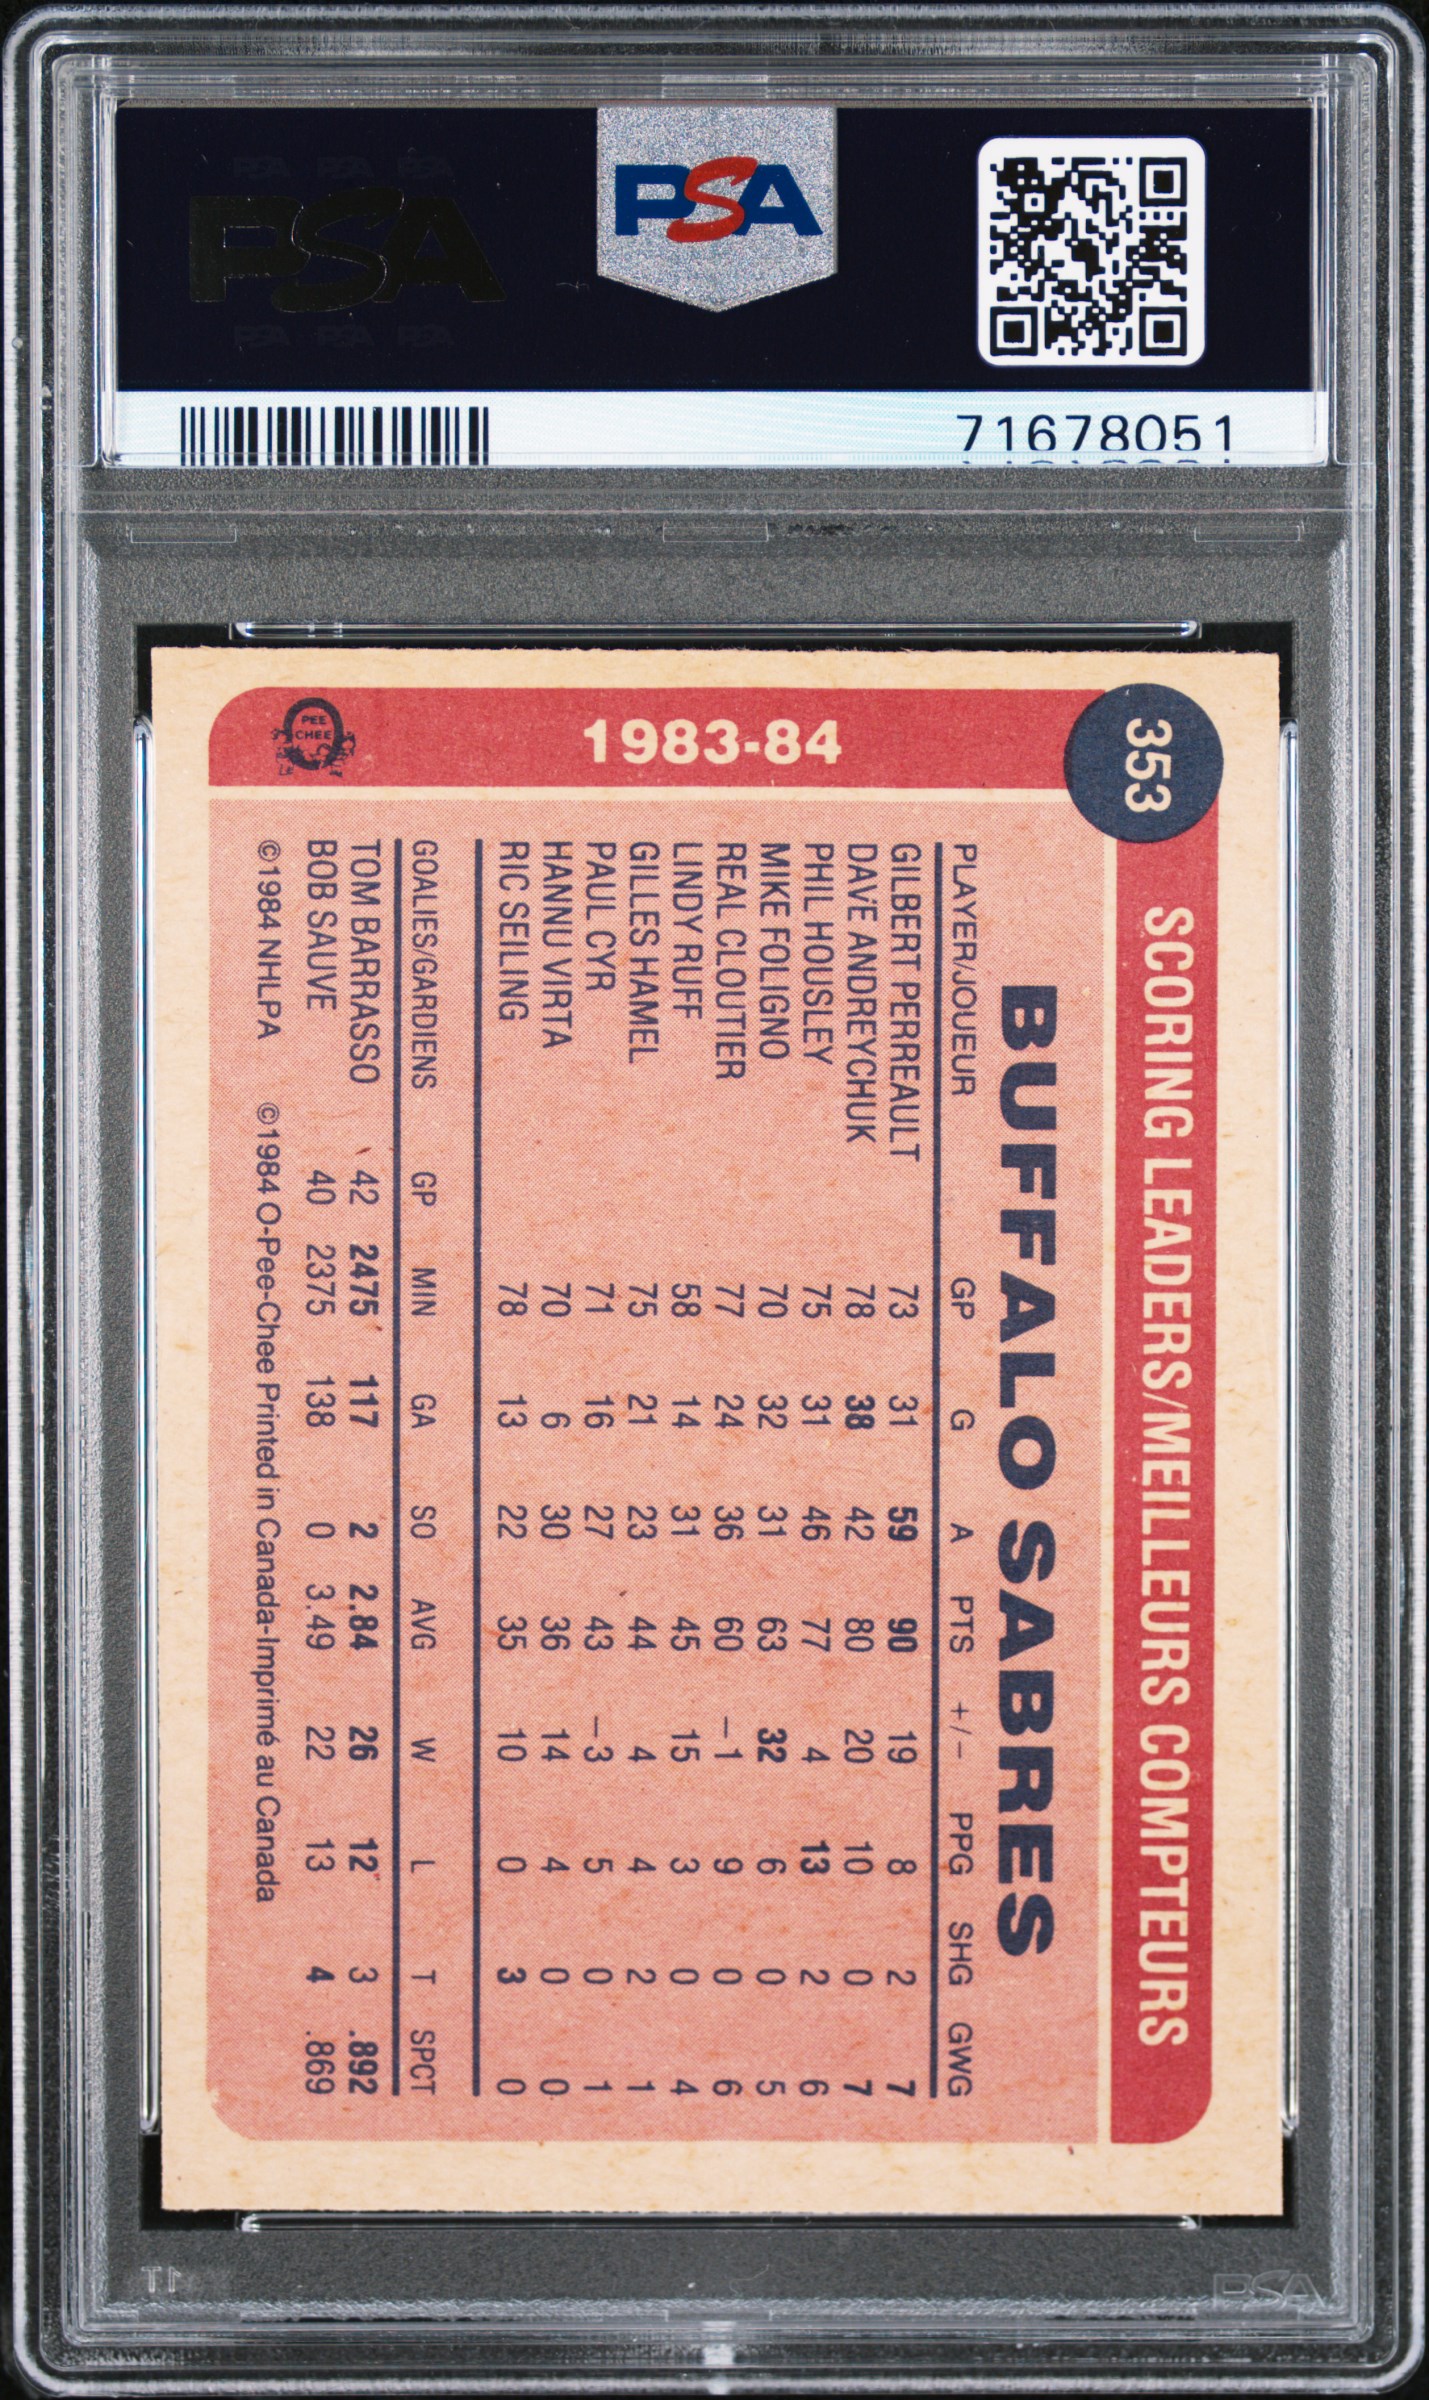 PSA PSA PSA
PSA
PSA PSA PSA
PSA
71678051
353
SCORING LEADERS/MEILLEURS COMPTEURS
1983-84
O
PEE
CHEE
BUFFALO SABRES
PLAYER/JOUEUR GP G A PTS +/− PPG SHG GWG
GILBERT PERREAULT 73 31 59 90 19 8 2 7
DAVE ANDREYCHUK 78 38 42 80 20 10 0 7
PHIL HOUSLEY 75 31 46 77 4 13 2 6
MIKE FOLIGNO 70 32 31 63 32 6 0 5
REAL CLOUTIER 77 24 36 60 −1 9 0 6
LINDY RUFF 58 14 31 45 15 3 0 4
GILLES HAMEL 75 21 23 44 4 4 2 1
PAUL CYR 71 16 27 43 −3 5 0 1
HANNU VIRTA 70 6 30 36 14 4 0 0
RIC SEILING 78 13 22 35 10 0 3 0
GOALIES/GARDIENS GP MIN GA SO AVG W L T SPCT
TOM BARRASSO 42 2475 117 2 2.84 26 12 3 .892
BOB SAUVE 40 2375 138 0 3.49 22 13 4 .869
©1984 NHLPA ©1984 O-Pee-Chee Printed in Canada-Imprimé au Canada
PSA